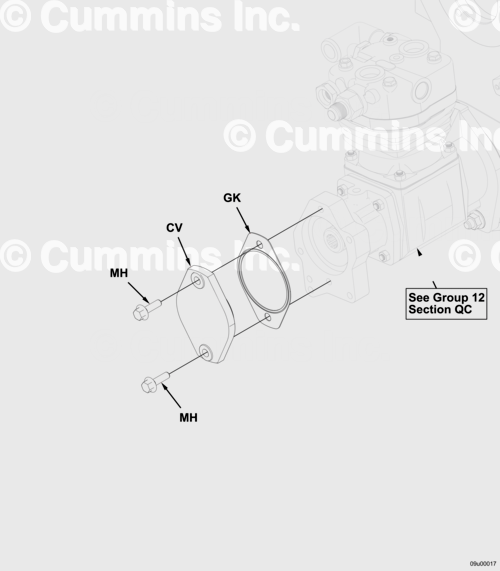 © Cummins Inc.
© Cummins Inc.
© Cummins Inc.
GK
CV
© Cummins Inc.
©
MH
See Group 12
Section QC
MH
09u00017